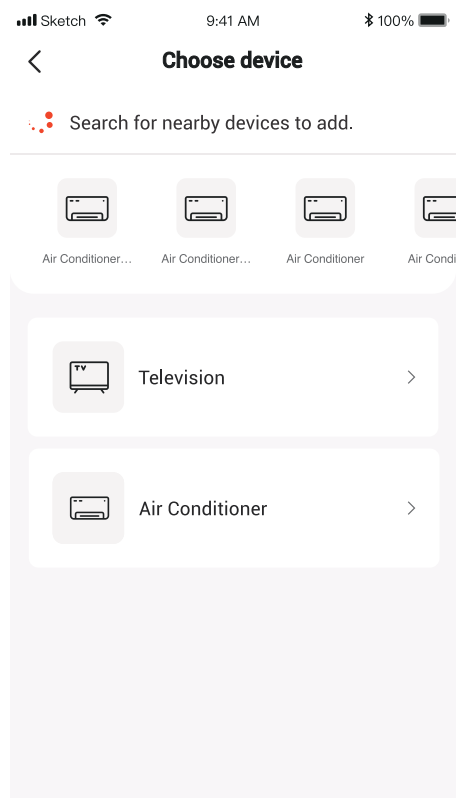 Sketch 9:41 AM 100%
Choose device
Search for nearby devices to add.
Air Conditioner... Air Conditioner... Air Conditioner Air Condi
TV Television
Air Conditioner